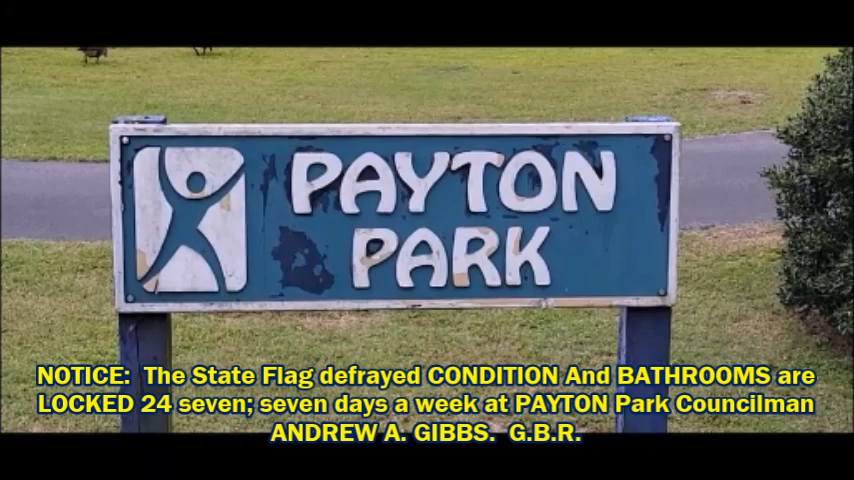 PAYTON
PARK
NOTICE:  The State Flag defrayed CONDITION And BATHROOMS are
LOCKED 24 seven; seven days a week at PAYTON Park Councilman
ANDREW A. GIBBS.  G.B.R.